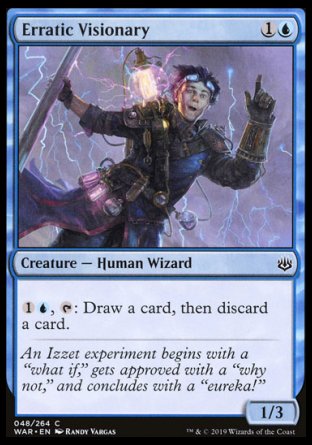 Erratic Visionary 1
Creature — Human Wizard
1, : Draw a card, then discard
a card.
An Izzet experiment begins with a
"what if," gets approved with a "why
not," and concludes with a "eureka!"
048/264 C
WAR • EN Randy Vargas
1/3
™ & © 2019 Wizards of the Coast